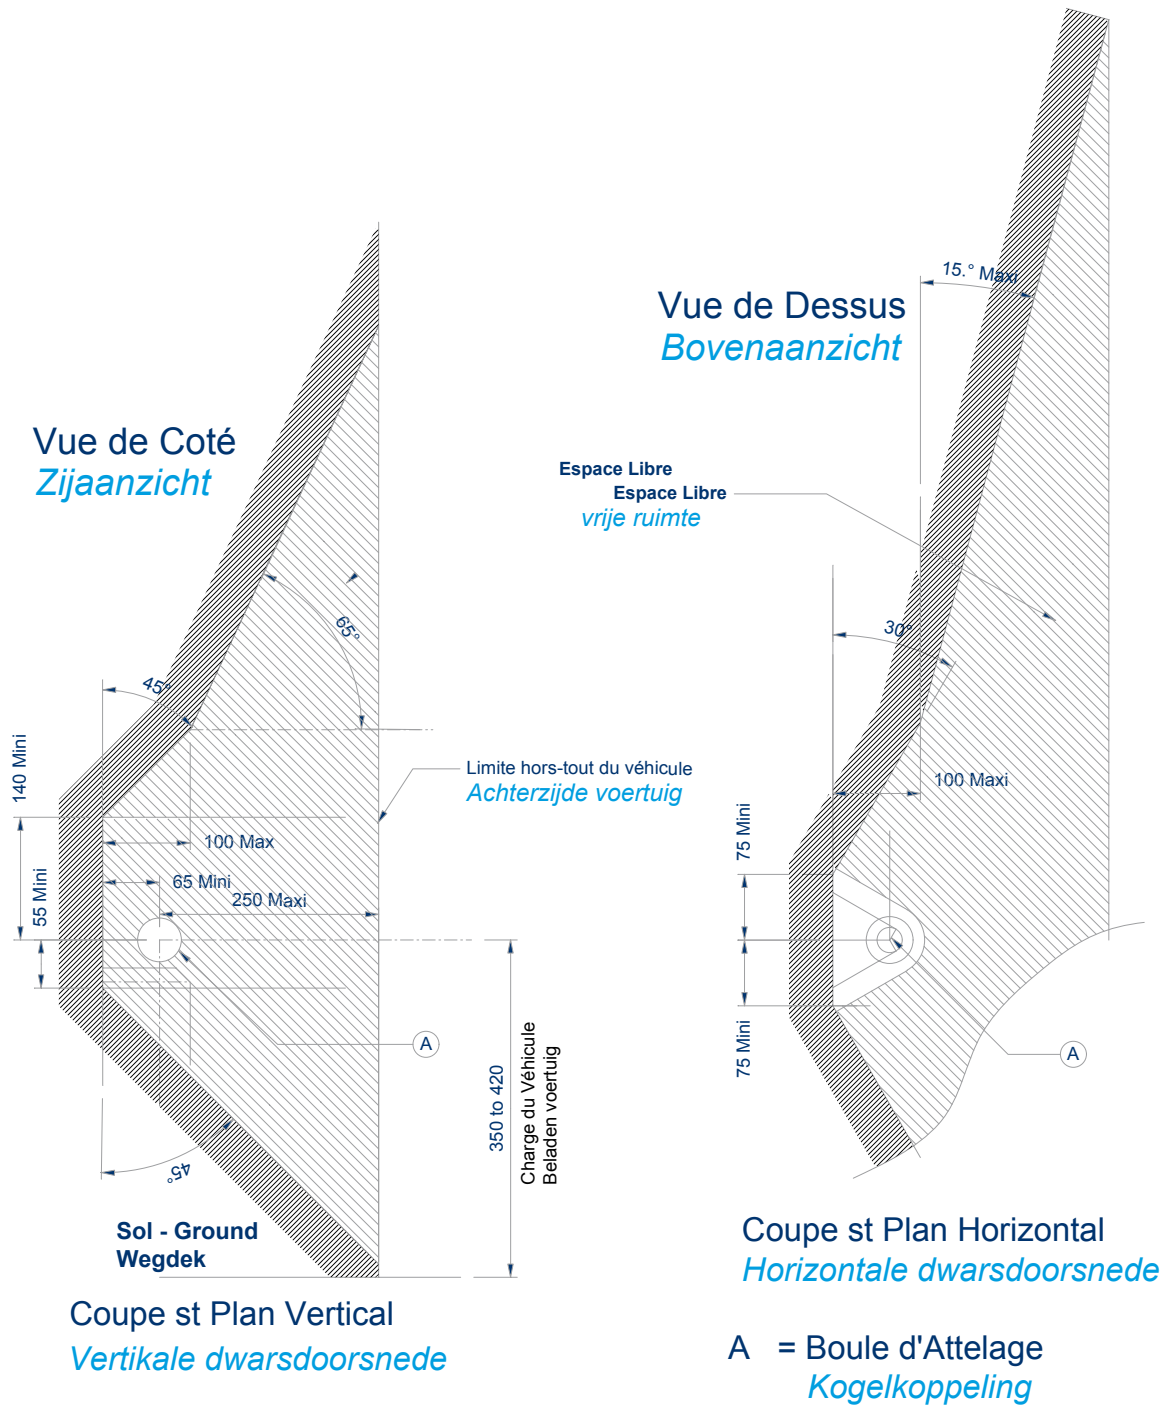 Vue de Coté
Zijaanzicht
45°
65°
140 Mini
55 Mini
100 Max
65 Mini
250 Maxi
Limite hors-tout du véhicule
Achterzijde voertuig
A
350 to 420
Charge du Véhicule
Beladen voertuig
45°
Sol - Ground
Wegdek
Coupe st Plan Vertical
Vertikale dwarsdoorsnede
Vue de Dessus
Bovenaanzicht
15.° Maxi
Espace Libre
Espace Libre
vrije ruimte
30°
100 Maxi
75 Mini
75 Mini
A
Coupe st Plan Horizontal
Horizontale dwarsdoorsnede
A = Boule d'Attelage
Kogelkoppeling